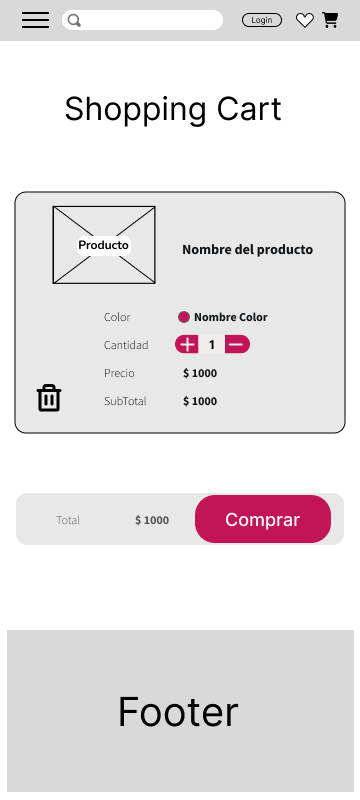 Login
Shopping Cart
Producto
Nombre del producto
Color Nombre Color
Cantidad 1
Precio $ 1000
SubTotal $ 1000
Total $ 1000 Comprar
Footer